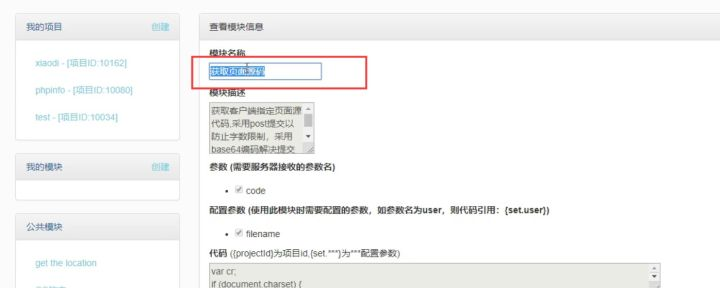 我的项目 创建
xiaodi - [项目ID:10162]
phpinfo - [项目ID:10080]
test - [项目ID:10034]
我的模块 创建
公共模块
get the location
查看模块信息
模块名称
获取页面源码
模块描述
获取客户端指定页面源
代码,采用post提交以
防止字数限制，采用
base64编码解决提交
参数 (需要服务器接收的参数名)
code
配置参数 (使用此模块时需要配置的参数，如参数名为user，则代码引用：{set.user})
filename
代码 ({projectId}为项目id,{set.***}为***配置参数)
var cr;
if (document.charset) {